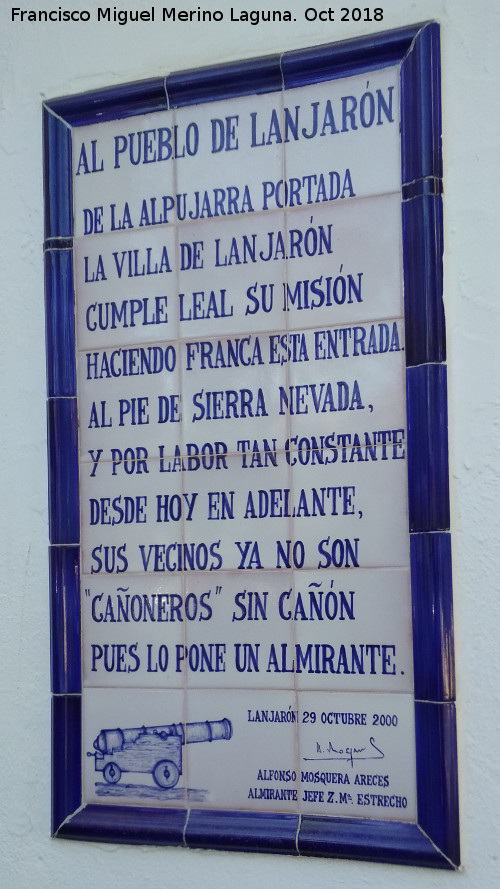 Francisco Miguel Merino Laguna. Oct 2018
AL PUEBLO DE LANJARÓN
DE LA ALPUJARRA PORTADA
LA VILLA DE LANJARÓN
CUMPLE LEAL SU MISIÓN
HACIENDO FRANCA ESTA ENTRADA.
AL PIE DE SIERRA NEVADA,
Y POR LABOR TAN CONSTANTE
DESDE HOY EN ADELANTE,
SUS VECINOS YA NO SON
"CAÑONEROS" SIN CAÑÓN
PUES LO PONE UN ALMIRANTE.
LANJARÓN 29 OCTUBRE 2000
ALFONSO MOSQUERA ARECES
ALMIRANTE JEFE Z.Mª. ESTRECHO